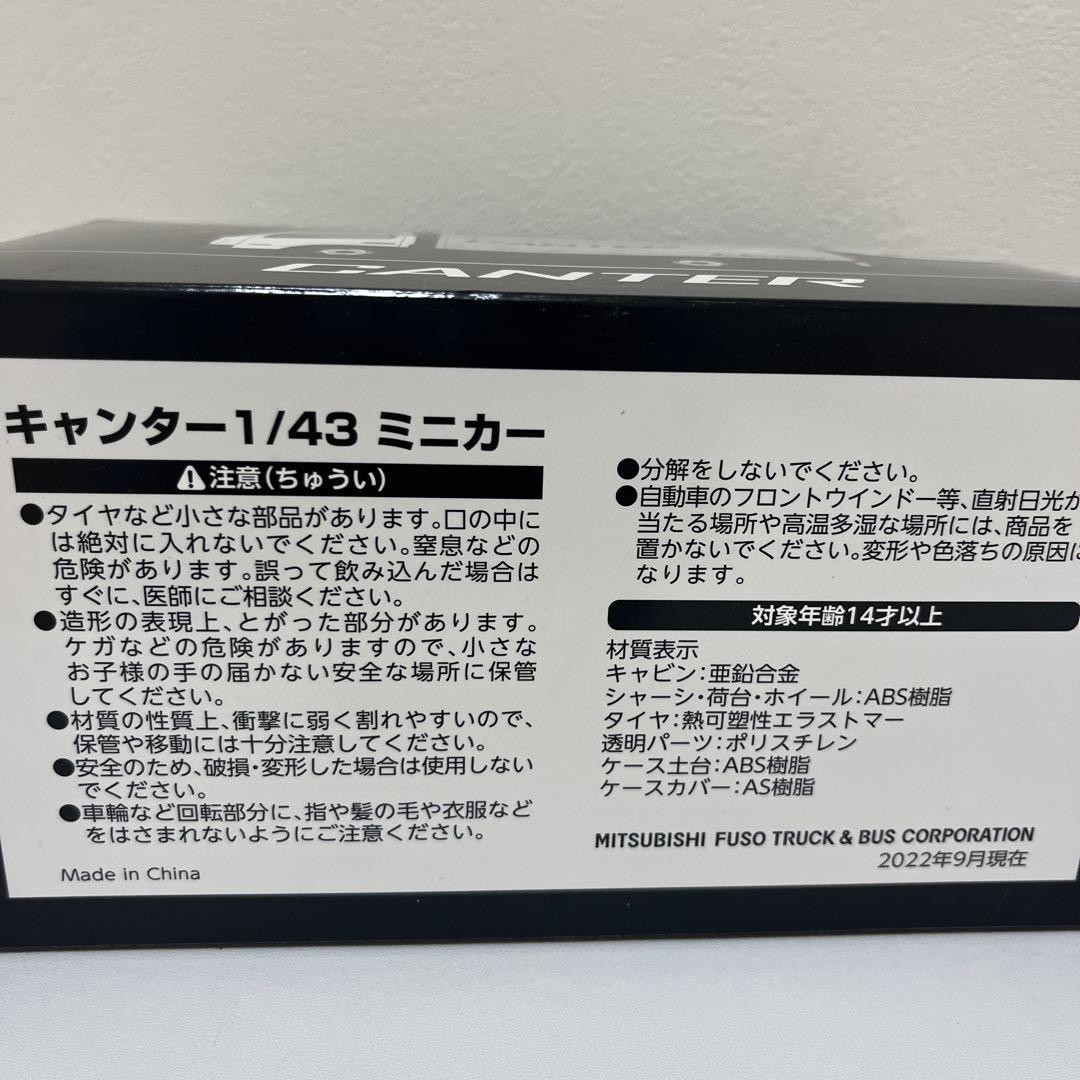 CANTER
キャンター1/43 ミニカー
⚠注意(ちゅうい)
●タイヤなど小さな部品があります。口の中に
は絶対に入れないでください。窒息などの
危険があります。誤って飲み込んだ場合は
すぐに、医師にご相談ください。
●造形の表現上、とがった部分があります。
ケガなどの危険がありますので、小さな
お子様の手の届かない安全な場所に保管
してください。
●材質の性質上、衝撃に弱く割れやすいので、
保管や移動には十分注意してください。
●安全のため、破損・変形した場合は使用しない
でください。
●車輪など回転部分に、指や髪の毛や衣服など
をはさまれないようにご注意ください。
Made in China
●分解をしないでください。
●自動車のフロントウインドー等、直射日光が
当たる場所や高温多湿な場所には、商品を
置かないでください。変形や色落ちの原因に
なります。
対象年齢14才以上
材質表示
キャビン：亜鉛合金
シャーシ・荷台・ホイール：ABS樹脂
タイヤ：熱可塑性エラストマー
透明パーツ：ポリスチレン
ケース土台：ABS樹脂
ケースカバー：AS樹脂
MITSUBISHI FUSO TRUCK & BUS CORPORATION
2022年9月現在